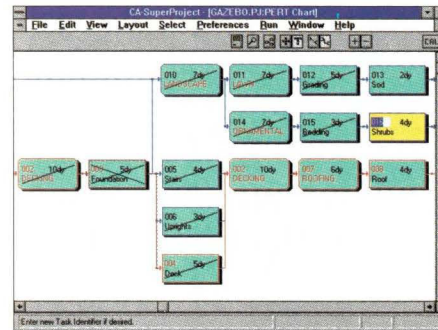 CA-SuperProject - [GAZEBO.PJ:PERT Chart]
File Edit View Layout Select Preferences Run Window Help
010 7dy
LANDSCAPE
011 7dy
012 5dy
Grading
013 2dy
Sod
014 7dy
ORNAMENTAL
015 3dy
Bedding
4dy
Shrubs
002 10dy
DECKING
5dy
Foundation
005 4dy
Stairs
002 10dy
DECKING
007 6dy
ROOFING
008 4dy
Roof
006 3dy
Uprights
004 5dy
Deck
Enter new Task Identifier if desired.